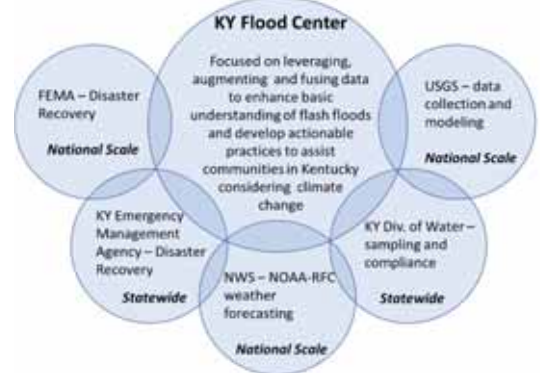 KY Flood Center
Focused on leveraging,
augmenting and fusing data
to enhance basic
understanding of flash floods
and develop actionable
practices to assist
communities in Kentucky
considering climate
change
FEMA – Disaster
Recovery
National Scale
USGS – data
collection and
modeling
National Scale
KY Emergency
Management
Agency – Disaster
Recovery
Statewide
NWS – NOAA-RFC
weather
forecasting
National Scale
KY Div. of Water –
sampling and
compliance
Statewide